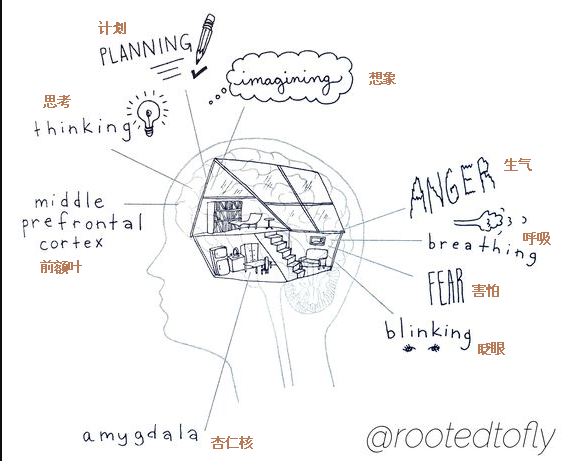 计划
PLANNING
imagining
想象
思考
thinking
middle
prefrontal
cortex
前额叶
ANGER
生气
breathing
呼吸
FEAR
害怕
blinking
眨眼
amygdala
杏仁核
@rootedtofly